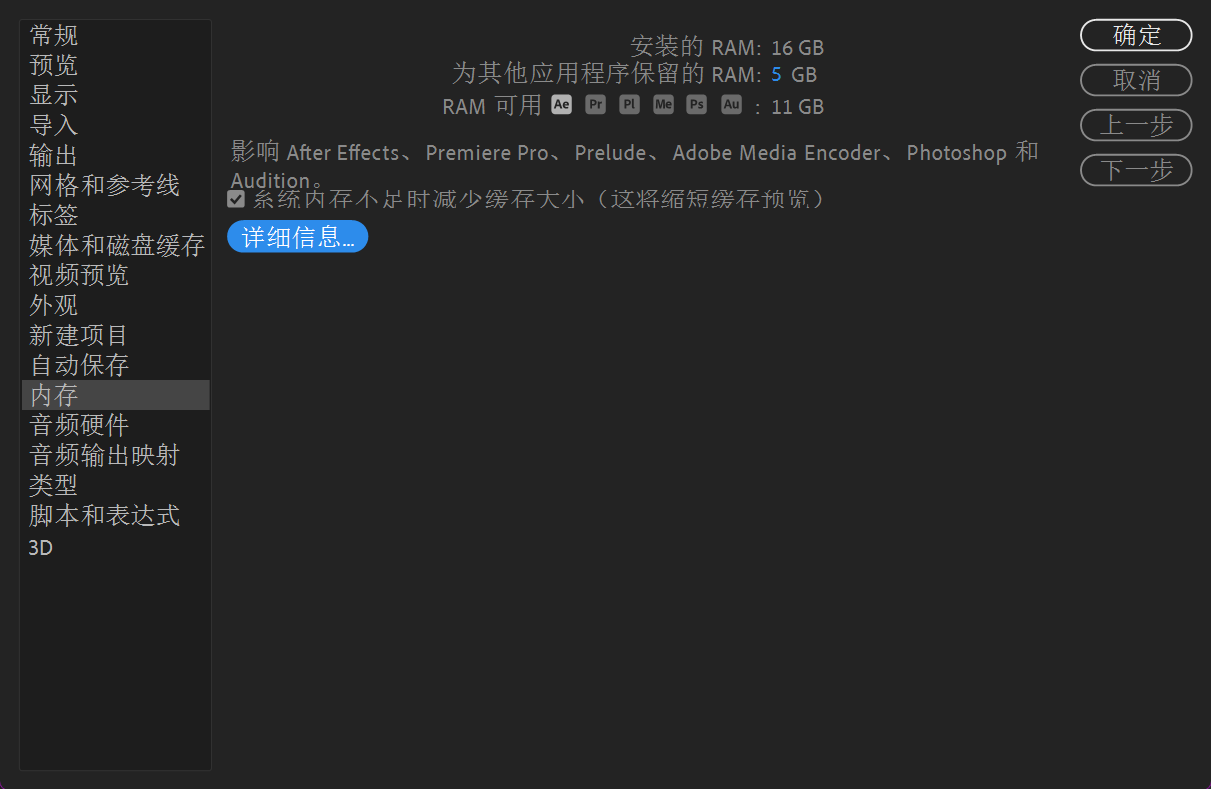 常规
预览
显示
导入
输出
网格和参考线
标签
媒体和磁盘缓存
视频预览
外观
新建项目
自动保存
内存
音频硬件
音频输出映射
类型
脚本和表达式
3D
安装的 RAM: 16 GB
为其他应用程序保留的 RAM: 5 GB
RAM 可用 Ae Pr Pl Me Ps Au : 11 GB
影响 After Effects、Premiere Pro、Prelude、Adobe Media Encoder、Photoshop 和
Audition。
系统内存不足时减少缓存大小（这将缩短缓存预览）
详细信息...
确定
取消
上一步
下一步